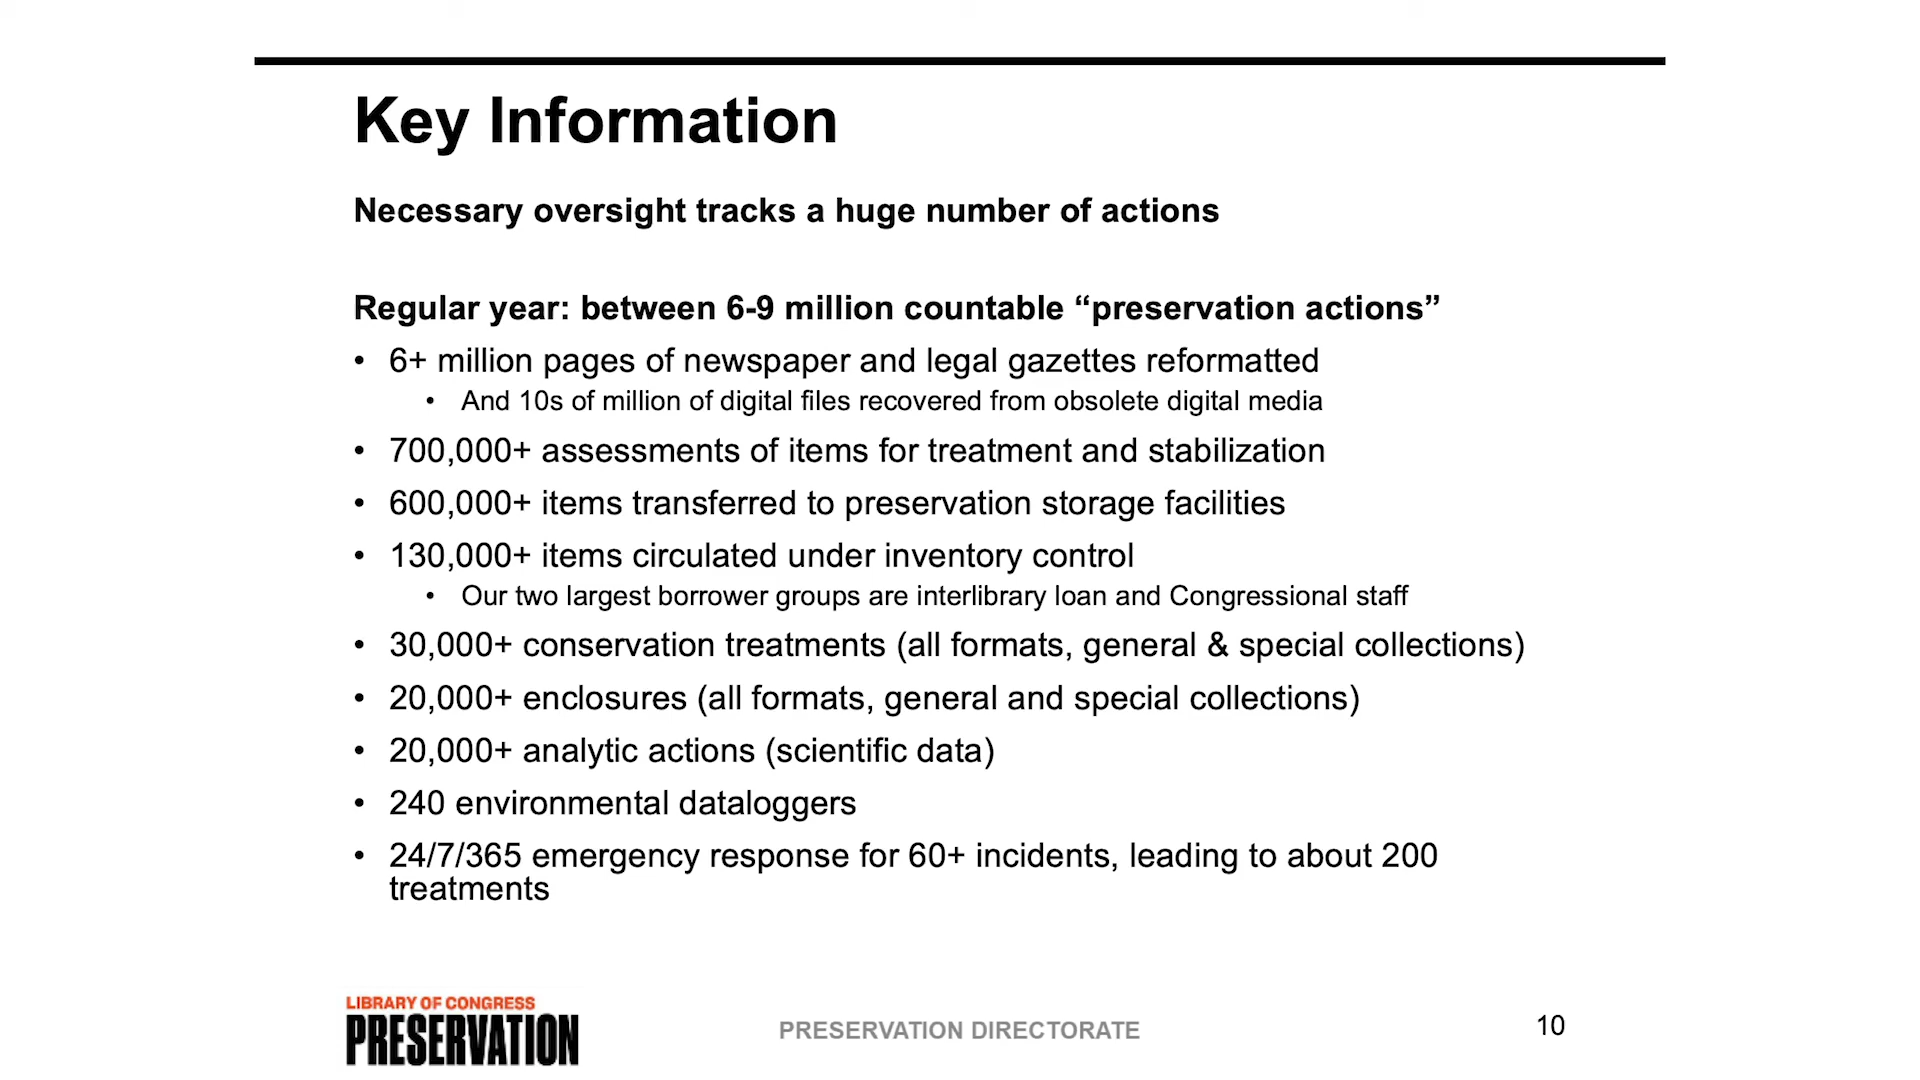 Key Information
Necessary oversight tracks a huge number of actions
Regular year: between 6-9 million countable “preservation actions”
• 6+ million pages of newspaper and legal gazettes reformatted
• And 10s of million of digital files recovered from obsolete digital media
• 700,000+ assessments of items for treatment and stabilization
• 600,000+ items transferred to preservation storage facilities
• 130,000+ items circulated under inventory control
• Our two largest borrower groups are interlibrary loan and Congressional staff
• 30,000+ conservation treatments (all formats, general & special collections)
• 20,000+ enclosures (all formats, general and special collections)
• 20,000+ analytic actions (scientific data)
• 240 environmental dataloggers
• 24/7/365 emergency response for 60+ incidents, leading to about 200
treatments
LIBRARY OF CONGRESS
PRESERVATION
PRESERVATION DIRECTORATE
10